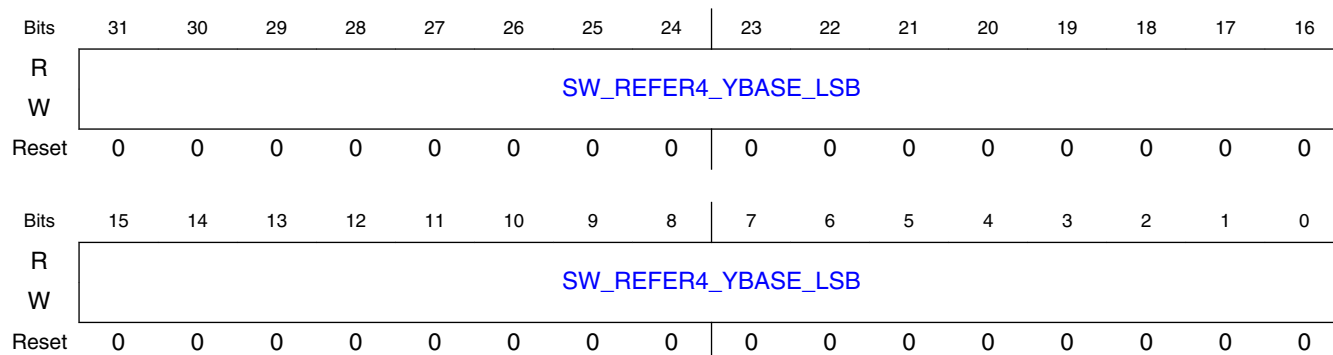 Bits 31 30 29 28 27 26 25 24 23 22 21 20 19 18 17 16
R
SW_REFER4_YBASE_LSB
W
Reset 0 0 0 0 0 0 0 0 0 0 0 0 0 0 0 0
Bits 15 14 13 12 11 10 9 8 7 6 5 4 3 2 1 0
R
SW_REFER4_YBASE_LSB
W
Reset 0 0 0 0 0 0 0 0 0 0 0 0 0 0 0 0